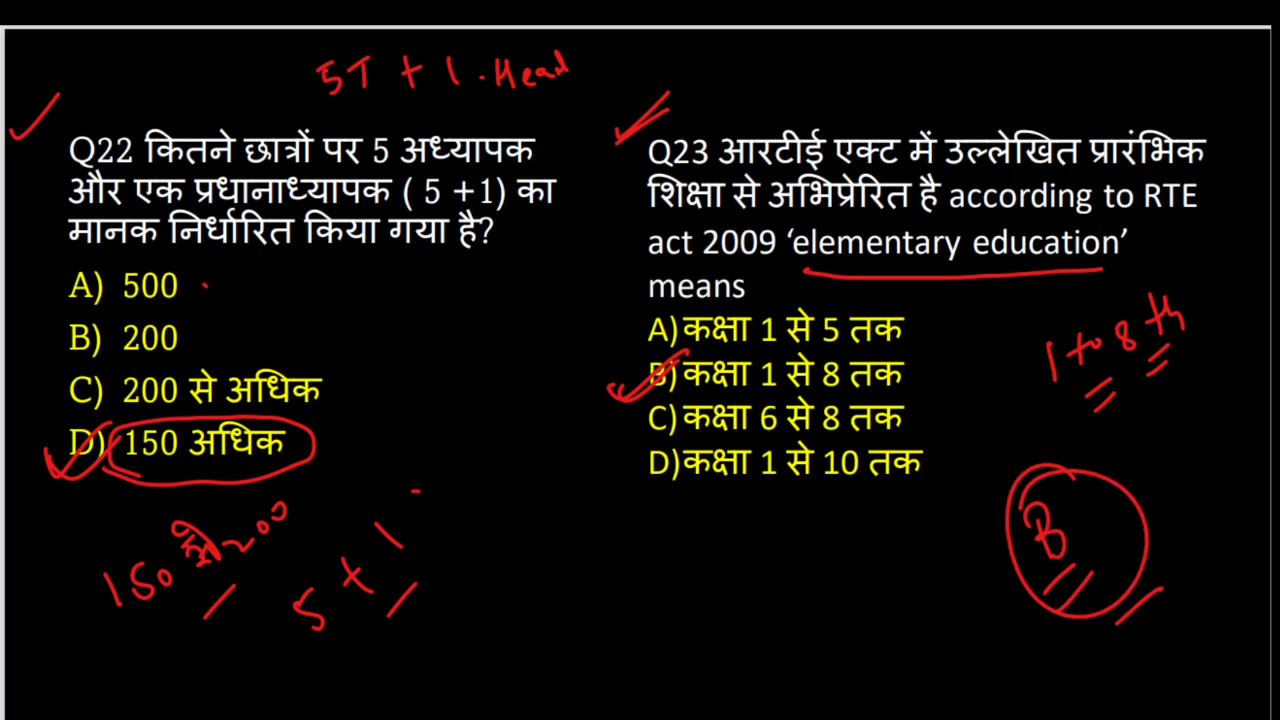 5T + 1 . Head
Q22 कितने छात्रों पर 5 अध्यापक
और एक प्रधानाध्यापक ( 5 +1) का
मानक निर्धारित किया गया है?
A) 500
B) 200
C) 200 से अधिक
D) 150 अधिक
150 से 200
5 + 1
Q23 आरटीई एक्ट में उल्लेखित प्रारंभिक
शिक्षा से अभिप्रेरित है according to RTE
act 2009 ‘elementary education’
means
A)कक्षा 1 से 5 तक
B)कक्षा 1 से 8 तक
C)कक्षा 6 से 8 तक
D)कक्षा 1 से 10 तक
1 to 8 th
B